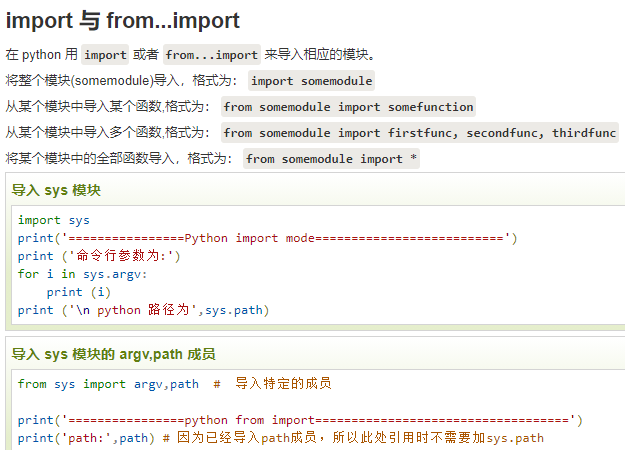 import 与 from...import
在 python 用 import 或者 from...import 来导入相应的模块。
将整个模块(somemodule)导入，格式为： import somemodule
从某个模块中导入某个函数,格式为： from somemodule import somefunction
从某个模块中导入多个函数,格式为： from somemodule import firstfunc, secondfunc, thirdfunc
将某个模块中的全部函数导入，格式为： from somemodule import *
导入 sys 模块
import sys
print('================Python import mode==========================')
print ('命令行参数为:')
for i in sys.argv:
    print (i)
print ('\n python 路径为',sys.path)
导入 sys 模块的 argv,path 成员
from sys import argv,path  #  导入特定的成员
print('================python from import===================================')
print('path:',path) # 因为已经导入path成员，所以此处引用时不需要加sys.path